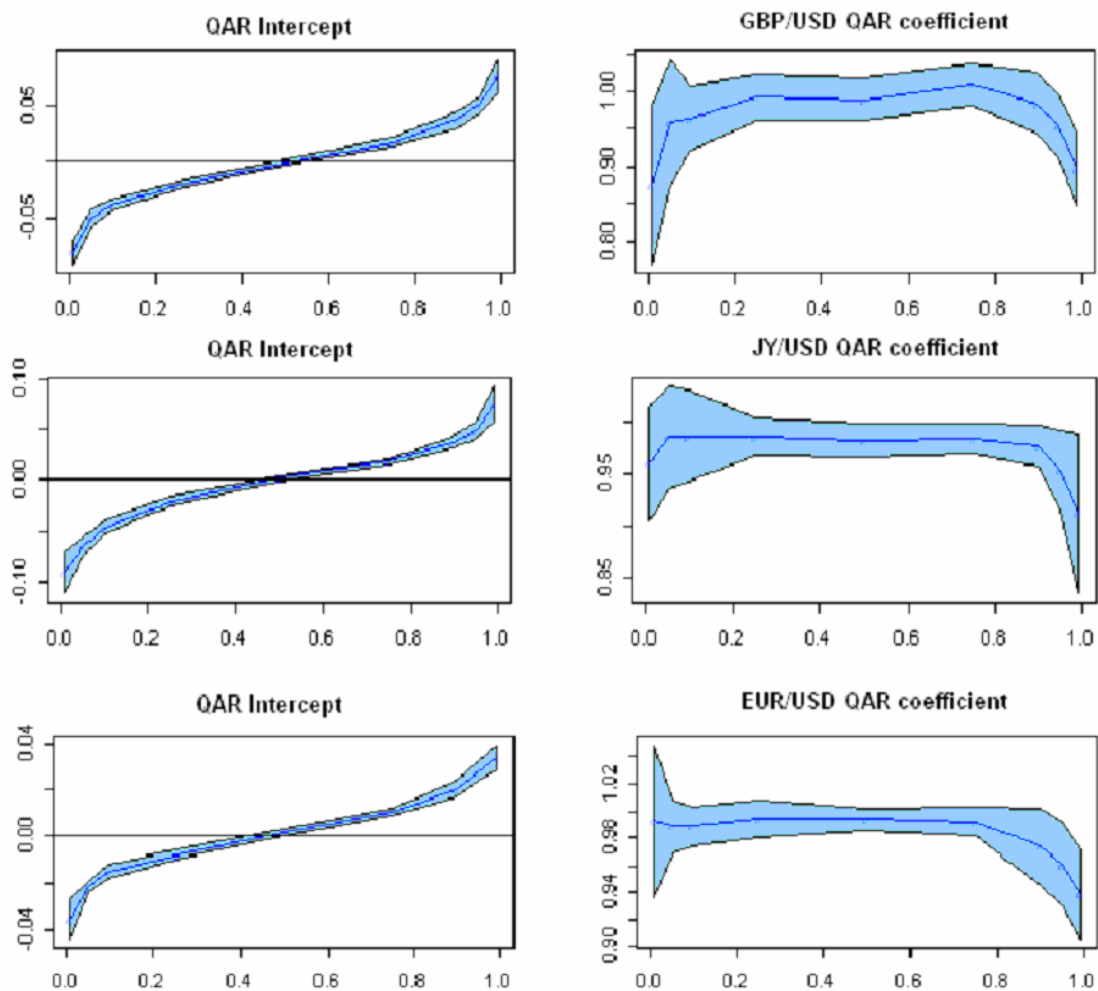 QAR Intercept
GBP/USD QAR coefficient
0.05
-0.05
1.00
0.90
0.80
0.0 0.2 0.4 0.6 0.8 1.0
0.0 0.2 0.4 0.6 0.8 1.0
QAR Intercept
JY/USD QAR coefficient
0.10
0.00
-0.10
0.95
0.85
0.0 0.2 0.4 0.6 0.8 1.0
0.0 0.2 0.4 0.6 0.8 1.0
QAR Intercept
EUR/USD QAR coefficient
0.04
0.00
-0.04
1.02
0.98
0.94
0.90
0.0 0.2 0.4 0.6 0.8 1.0
0.0 0.2 0.4 0.6 0.8 1.0